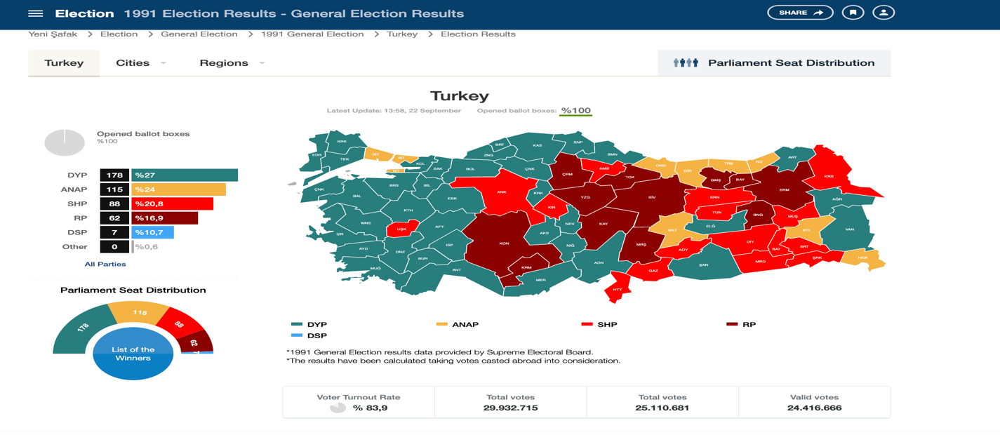 Election 1991 Election Results - General Election Results
SHARE
Yeni Şafak > Election > General Election > 1991 General Election > Turkey > Election Results
Turkey Cities Regions
Parliament Seat Distribution
Turkey
Latest Update: 13:58, 22 September Opened ballot boxes: %100
Opened ballot boxes
%100
DYP 178 %27
ANAP 115 %24
SHP 88 %20,8
RP 62 %16,9
DSP 7 %10,7
Other 0 %0,6
All Parties
Parliament Seat Distribution
178
115
88
62
7
List of the
Winners
KRK
EDR
TEK
İST
İST
İST
KCL
SAK
ZNG
BRT
KAS
SNP
SMN
BOL
ÇNK
ÇRM
AMS
TOK
ORD
GİR
TRB
RİZ
ART
KRS
GMŞ
BAY
ERM
AĞR
ÇNK
BAL
BRS
BİL
ESK
ANK
KRK
KIR
YZG
SİV
ERN
TUN
BNG
MUŞ
BTL
VAN
KTH
MNS
UŞK
AFY
İZR
AKS
NEV
KAY
MLT
ELĞ
DİY
BAT
SRT
ŞRK
HKR
AYD
DNZ
ISP
KON
NİĞ
MRŞ
ADY
MRD
BUR
MUĞ
ANT
KRM
MER
ADN
GAZ
ŞAN
HTY
DYP ANAP SHP RP
DSP
*1991 General Election results data provided by Supreme Electoral Board.
*The results have been calculated taking votes casted abroad into consideration.
Voter Turnout Rate Total votes Total votes Valid votes
% 83,9 29.932.715 25.110.681 24.416.666